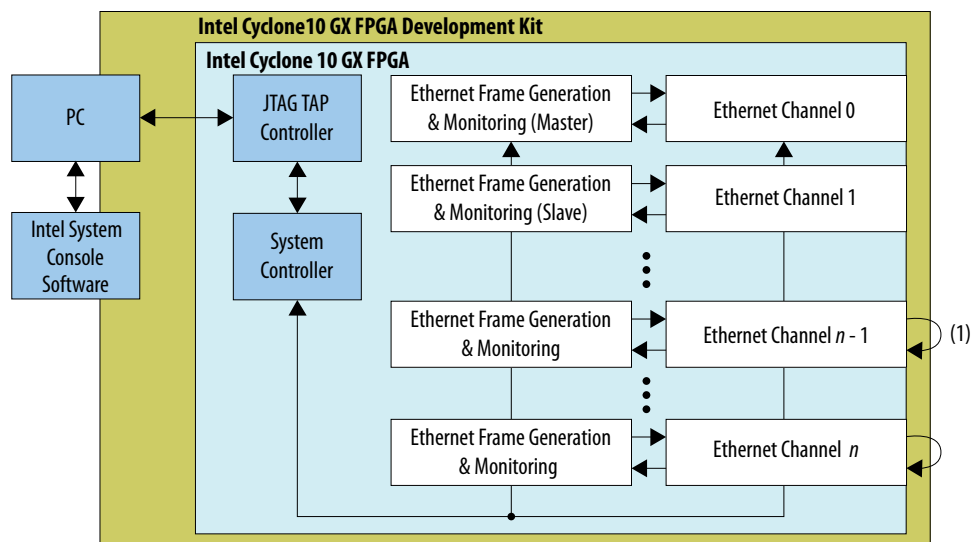 Intel Cyclone10 GX FPGA Development Kit
Intel Cyclone 10 GX FPGA
PC
JTAG TAP
Controller
Ethernet Frame Generation
& Monitoring (Master)
Ethernet Channel 0
Intel System
Console
Software
System
Controller
Ethernet Frame Generation
& Monitoring (Slave)
Ethernet Channel 1
Ethernet Frame Generation
& Monitoring
Ethernet Channel n - 1
(1)
Ethernet Frame Generation
& Monitoring
Ethernet Channel n